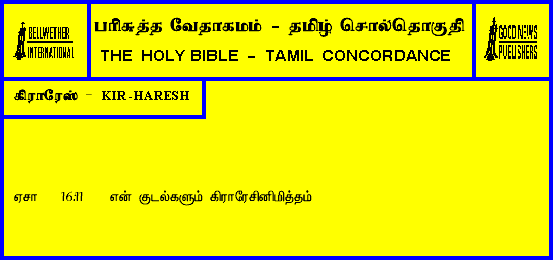 BELLWETHER
INTERNATIONAL
பரிசுத்த வேதாகமம் - தமிழ் சொல்தொகுதி
THE HOLY BIBLE - TAMIL CONCORDANCE
GOOD NEWS
PUBLISHERS
கிராரேஸ் - KIR-HARESH
ஏசா 16:11 என் குடல்களும் கிராரேசினிமித்தம்